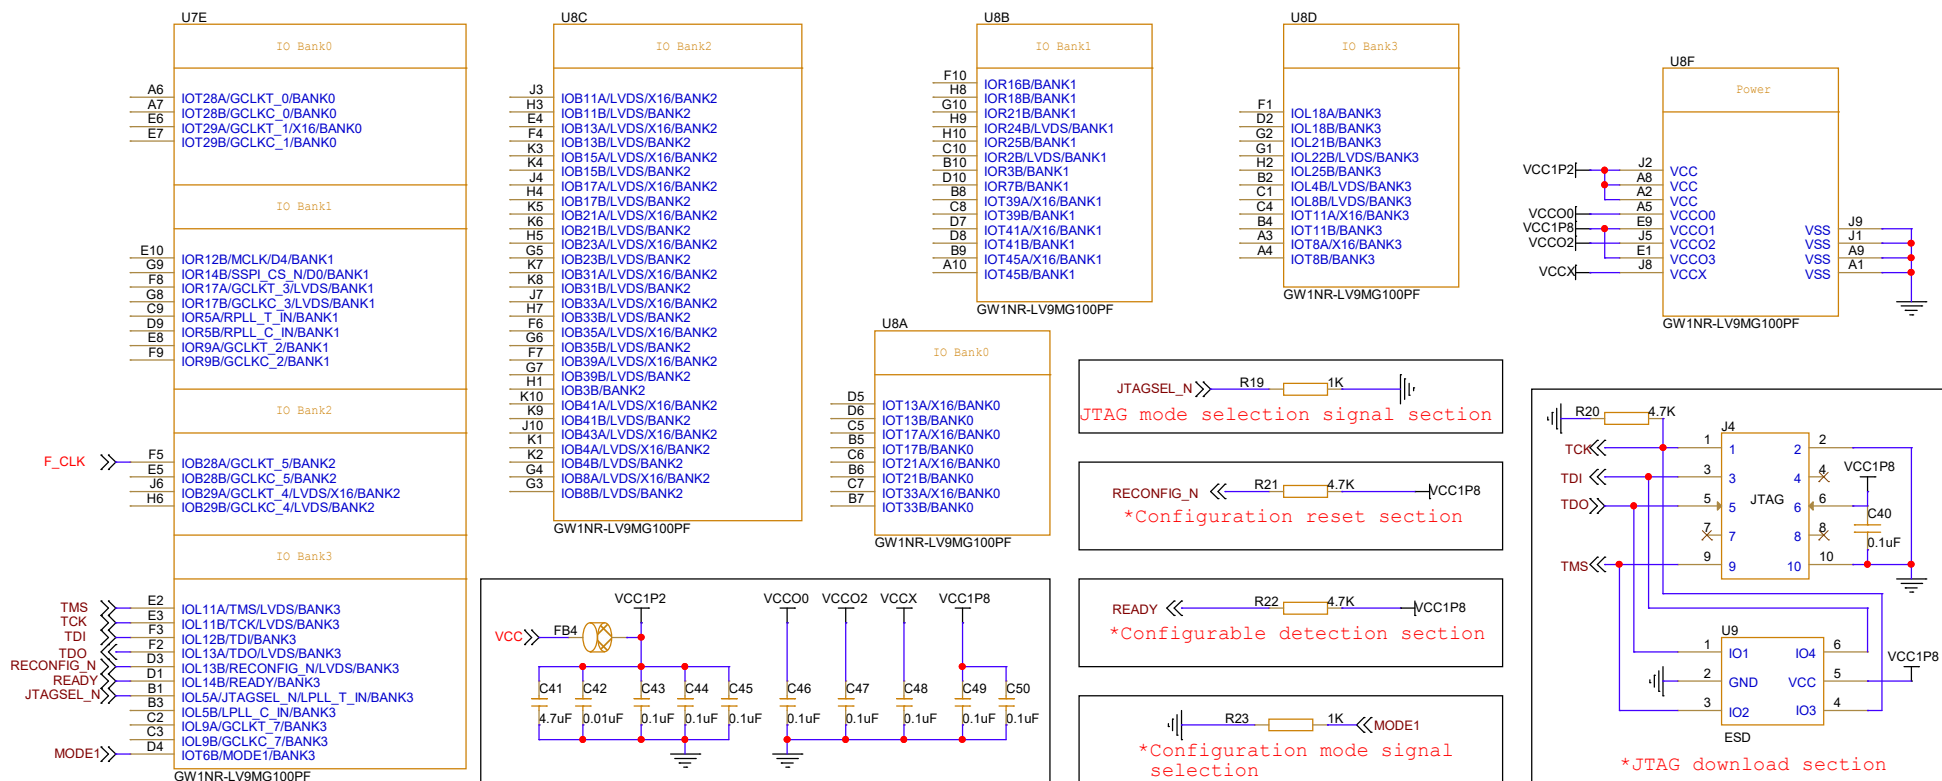 U7E
IO Bank0
A6 IOT28A/GCLKT_0/BANK0
A7 IOT28B/GCLKC_0/BANK0
E6 IOT29A/GCLKT_1/X16/BANK0
E7 IOT29B/GCLKC_1/BANK0
IO Bank1
E10 IOR12B/MCLK/D4/BANK1
G9 IOR14B/SSPI_CS_N/D0/BANK1
F8 IOR17A/GCLKT_3/LVDS/BANK1
G8 IOR17B/GCLKC_3/LVDS/BANK1
C9 IOR5A/RPLL_T_IN/BANK1
D9 IOR5B/RPLL_C_IN/BANK1
E8 IOR9A/GCLKT_2/BANK1
F9 IOR9B/GCLKC_2/BANK1
IO Bank2
F_CLK F5 IOB28A/GCLKT_5/BANK2
E5 IOB28B/GCLKC_5/BANK2
J6 IOB29A/GCLKT_4/LVDS/X16/BANK2
H6 IOB29B/GCLKC_4/LVDS/BANK2
IO Bank3
TMS E2 IOL11A/TMS/LVDS/BANK3
TCK E3 IOL11B/TCK/LVDS/BANK3
TDI F3 IOL12B/TDI/BANK3
TDO F2 IOL13A/TDO/LVDS/BANK3
RECONFIG_N D3 IOL13B/RECONFIG_N/LVDS/BANK3
READY D1 IOL14B/READY/BANK3
JTAGSEL_N B1 IOL5A/JTAGSEL_N/LPLL_T_IN/BANK3
B3 IOL5B/LPLL_C_IN/BANK3
C2 IOL9A/GCLKT_7/BANK3
C3 IOL9B/GCLKC_7/BANK3
MODE1 D4 IOT6B/MODE1/BANK3
GW1NR-LV9MG100PF
U8C
IO Bank2
J3 IOB11A/LVDS/X16/BANK2
H3 IOB11B/LVDS/BANK2
E4 IOB13A/LVDS/X16/BANK2
F4 IOB13B/LVDS/BANK2
K3 IOB15A/LVDS/X16/BANK2
K4 IOB15B/LVDS/BANK2
J4 IOB17A/LVDS/X16/BANK2
H4 IOB17B/LVDS/BANK2
K5 IOB21A/LVDS/X16/BANK2
K6 IOB21B/LVDS/BANK2
H5 IOB23A/LVDS/X16/BANK2
G5 IOB23B/LVDS/BANK2
K7 IOB31A/LVDS/X16/BANK2
K8 IOB31B/LVDS/BANK2
J7 IOB33A/LVDS/X16/BANK2
H7 IOB33B/LVDS/BANK2
F6 IOB35A/LVDS/X16/BANK2
G6 IOB35B/LVDS/BANK2
F7 IOB39A/LVDS/X16/BANK2
G7 IOB39B/LVDS/BANK2
H1 IOB3B/BANK2
K10 IOB41A/LVDS/X16/BANK2
K9 IOB41B/LVDS/BANK2
J10 IOB43A/LVDS/X16/BANK2
K1 IOB4A/LVDS/X16/BANK2
K2 IOB4B/LVDS/BANK2
G4 IOB8A/LVDS/X16/BANK2
G3 IOB8B/LVDS/BANK2
GW1NR-LV9MG100PF
U8B
IO Bank1
F10 IOR16B/BANK1
H8 IOR18B/BANK1
G10 IOR21B/BANK1
H9 IOR24B/LVDS/BANK1
H10 IOR25B/BANK1
C10 IOR2B/LVDS/BANK1
B10 IOR3B/BANK1
D10 IOR7B/BANK1
B8 IOT39A/X16/BANK1
C8 IOT39B/BANK1
D7 IOT41A/X16/BANK1
D8 IOT41B/BANK1
B9 IOT45A/X16/BANK1
A10 IOT45B/BANK1
GW1NR-LV9MG100PF
U8D
IO Bank3
F1 IOL18A/BANK3
D2 IOL18B/BANK3
G2 IOL21B/BANK3
G1 IOL22B/LVDS/BANK3
H2 IOL25B/BANK3
B2 IOL4B/LVDS/BANK3
C1 IOL8B/LVDS/BANK3
C4 IOT11A/X16/BANK3
B4 IOT11B/BANK3
A3 IOT8A/X16/BANK3
A4 IOT8B/BANK3
GW1NR-LV9MG100PF
U8F
Power
VCC1P2 J2 VCC
A8 VCC
A2 VCC
VCCO0 A5 VCCO0
VCC1P8 E9 VCCO1 VSS J9
VCCO2 J5 VCCO2 VSS J1
E1 VCCO3 VSS A9
VCCX J8 VCCX VSS A1
GW1NR-LV9MG100PF
U8A
IO Bank0
D5 IOT13A/X16/BANK0
D6 IOT13B/BANK0
C5 IOT17A/X16/BANK0
B5 IOT17B/BANK0
C6 IOT21A/X16/BANK0
B6 IOT21B/BANK0
C7 IOT33A/X16/BANK0
B7 IOT33B/BANK0
GW1NR-LV9MG100PF
JTAGSEL_N R19 1K
JTAG mode selection signal section
RECONFIG_N R21 4.7K VCC1P8
*Configuration reset section
READY R22 4.7K VCC1P8
*Configurable detection section
R23 1K MODE1
*Configuration mode signal
selection
VCC1P2 VCCO0 VCCO2 VCCX VCC1P8
VCC FB4
C41 C42 C43 C44 C45 C46 C47 C48 C49 C50
4.7uF 0.01uF 0.1uF 0.1uF 0.1uF 0.1uF 0.1uF 0.1uF 0.1uF 0.1uF
R20 4.7K
J4
TCK 1 1 2 2
TDI 3 3 4 4 VCC1P8
JTAG
TDO 5 5 6 6
C40
7 7 8 8 0.1uF
TMS 9 9 10 10
U9
1 IO1 IO4 6 VCC1P8
2 GND VCC 5
3 IO2 IO3 4
ESD
*JTAG download section